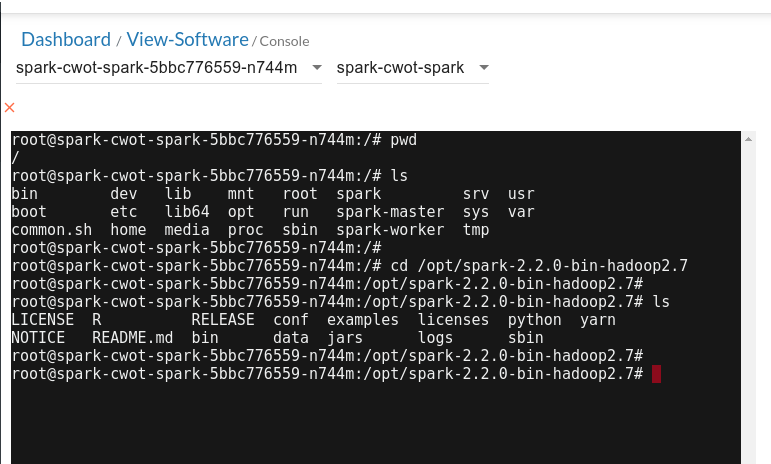 Dashboard / View-Software / Console
spark-cwot-spark-5bbc776559-n744m spark-cwot-spark
root@spark-cwot-spark-5bbc776559-n744m:/# pwd
/
root@spark-cwot-spark-5bbc776559-n744m:/# ls
bin        dev   lib    mnt   root  spark         srv  usr
boot       etc   lib64  opt   run   spark-master  sys  var
common.sh  home  media  proc  sbin  spark-worker  tmp
root@spark-cwot-spark-5bbc776559-n744m:/#
root@spark-cwot-spark-5bbc776559-n744m:/# cd /opt/spark-2.2.0-bin-hadoop2.7
root@spark-cwot-spark-5bbc776559-n744m:/opt/spark-2.2.0-bin-hadoop2.7#
root@spark-cwot-spark-5bbc776559-n744m:/opt/spark-2.2.0-bin-hadoop2.7# ls
LICENSE  R          RELEASE  conf  examples  licenses  python  yarn
NOTICE   README.md  bin      data  jars      logs      sbin
root@spark-cwot-spark-5bbc776559-n744m:/opt/spark-2.2.0-bin-hadoop2.7#
root@spark-cwot-spark-5bbc776559-n744m:/opt/spark-2.2.0-bin-hadoop2.7#